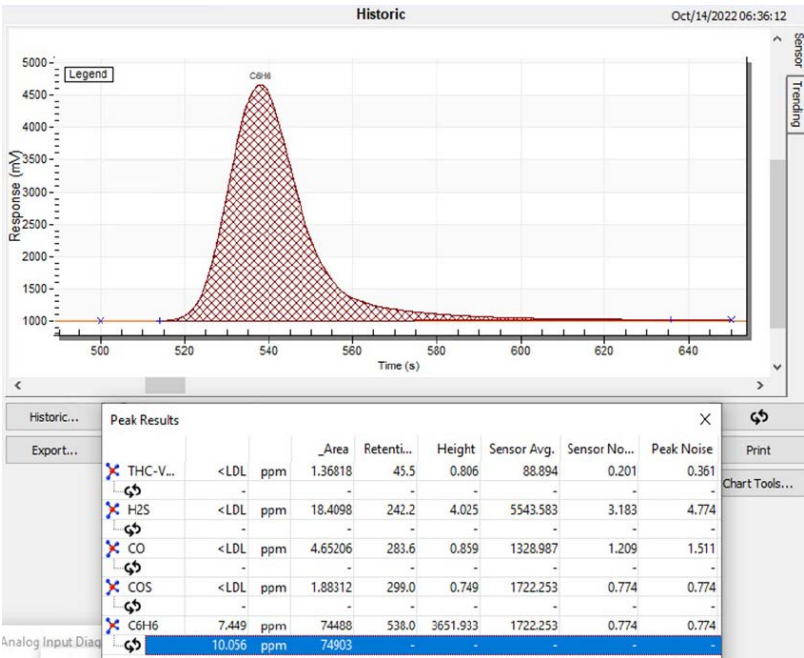 Historic
Oct/14/2022 06:36:12
Sensor
Trending
Legend
C6H6
Response (mV)
5000
4500
4000
3500
3000
2500
2000
1500
1000
500 520 540 560 580 600 620 640
Time (s)
Historic...
Export...
Print
Chart Tools...
Peak Results
_Area Retenti... Height Sensor Avg. Sensor No... Peak Noise
THC-V... <LDL ppm 1.36818 45.5 0.806 88.894 0.201 0.361
- - - - - -
H2S <LDL ppm 18.4098 242.2 4.025 5543.583 3.183 4.774
- - - - - -
CO <LDL ppm 4.65206 283.6 0.859 1328.987 1.209 1.511
- - - - - -
COS <LDL ppm 1.88312 299.0 0.749 1722.253 0.774 0.774
- - - - - -
C6H6 7.449 ppm 74488 538.0 3651.933 1722.253 0.774 0.774
10.056 ppm 74903 - - - - -
Analog Input Diag